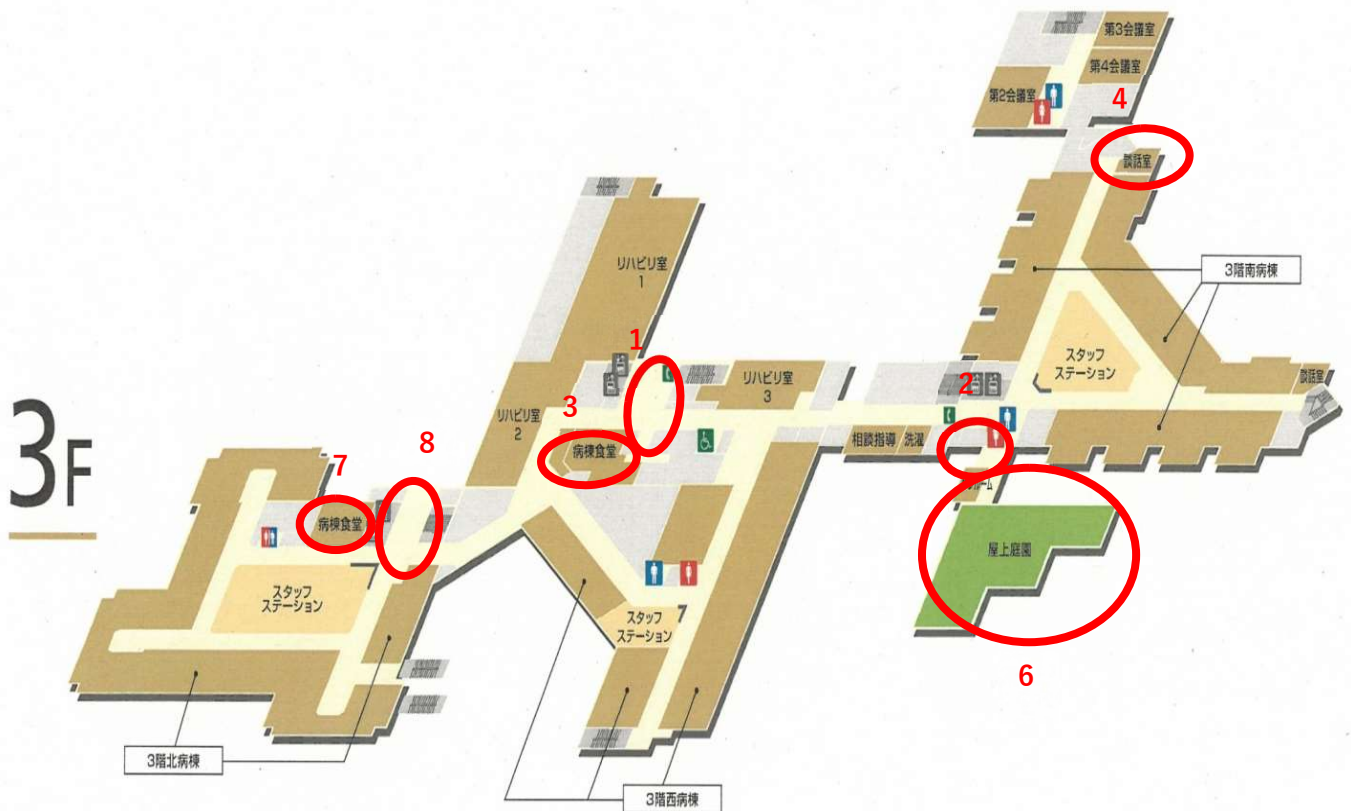 第3会議室
第4会議室
第2会議室
4
談話室
3階南病棟
リハビリ室
1
1
スタッフ
ステーション
リハビリ室
3
2
談話室
3F
リハビリ室
2
3
病棟食堂
相談指導
洗濯
8
7
病棟食堂
ルーム
屋上庭園
スタッフ
ステーション
スタッフ
ステーション
6
3階北病棟
3階西病棟